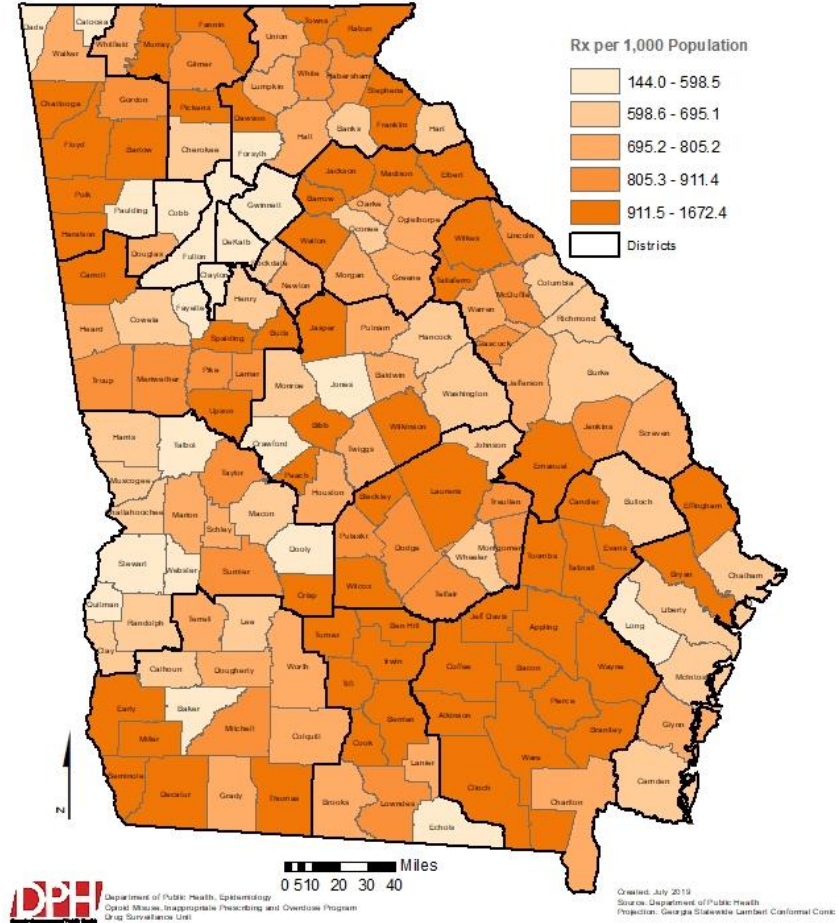 Rx per 1,000 Population
144.0 - 598.5
598.6 - 695.1
695.2 - 805.2
805.3 - 911.4
911.5 - 1672.4
Districts
Dade
Catoosa
Whitfield
Murray
Fannin
Union
Towns
Rabun
Walker
Gilmer
Lumpkin
White
Habersham
Stephens
Chattooga
Gordon
Pickens
Dawson
Hall
Banks
Franklin
Hart
Floyd
Bartow
Cherokee
Forsyth
Jackson
Madison
Elbert
Polk
Paulding
Cobb
Gwinnett
Barrow
Clarke
Oglethorpe
Wilkes
Lincoln
Haralson
Douglas
Fulton
DeKalb
Walton
Oconee
Carroll
Clayton
Rockdale
Newton
Morgan
Greene
Taliaferro
Warren
McDuffie
Columbia
Richmond
Heard
Coweta
Fayette
Henry
Spalding
Butts
Jasper
Putnam
Hancock
Glascock
Burke
Troup
Meriwether
Pike
Lamar
Monroe
Jones
Baldwin
Washington
Jefferson
Upson
Harris
Talbot
Crawford
Bibb
Wilkinson
Twiggs
Johnson
Jenkins
Screven
Muscogee
Taylor
Peach
Houston
Laurens
Emanuel
Chattahoochee
Marion
Macon
Bleckley
Treutlen
Candler
Bulloch
Effingham
Schley
Stewart
Webster
Sumter
Dooly
Pulaski
Dodge
Wheeler
Montgomery
Toombs
Tattnall
Evans
Bryan
Chatham
Quitman
Randolph
Terrell
Lee
Crisp
Wilcox
Telfair
Long
Liberty
Clay
Calhoun
Dougherty
Worth
Turner
Ben Hill
Jeff Davis
Appling
Irwin
Tift
Coffee
Bacon
Wayne
McIntosh
Early
Baker
Mitchell
Miller
Colquitt
Cook
Berrien
Atkinson
Pierce
Brantley
Glynn
Seminole
Decatur
Grady
Thomas
Brooks
Lowndes
Lanier
Clinch
Ware
Charlton
Camden
Echols
N
Miles
0 5 10 20 30 40
DPH
Department of Public Health, Epidemiology
Opioid Misuse, Inappropriate Prescribing and Overdose Program
Drug Surveillance Unit
Created: July 2019
Source: Department of Public Health
Projection: Georgia Statewide Lambert Conformal Conic